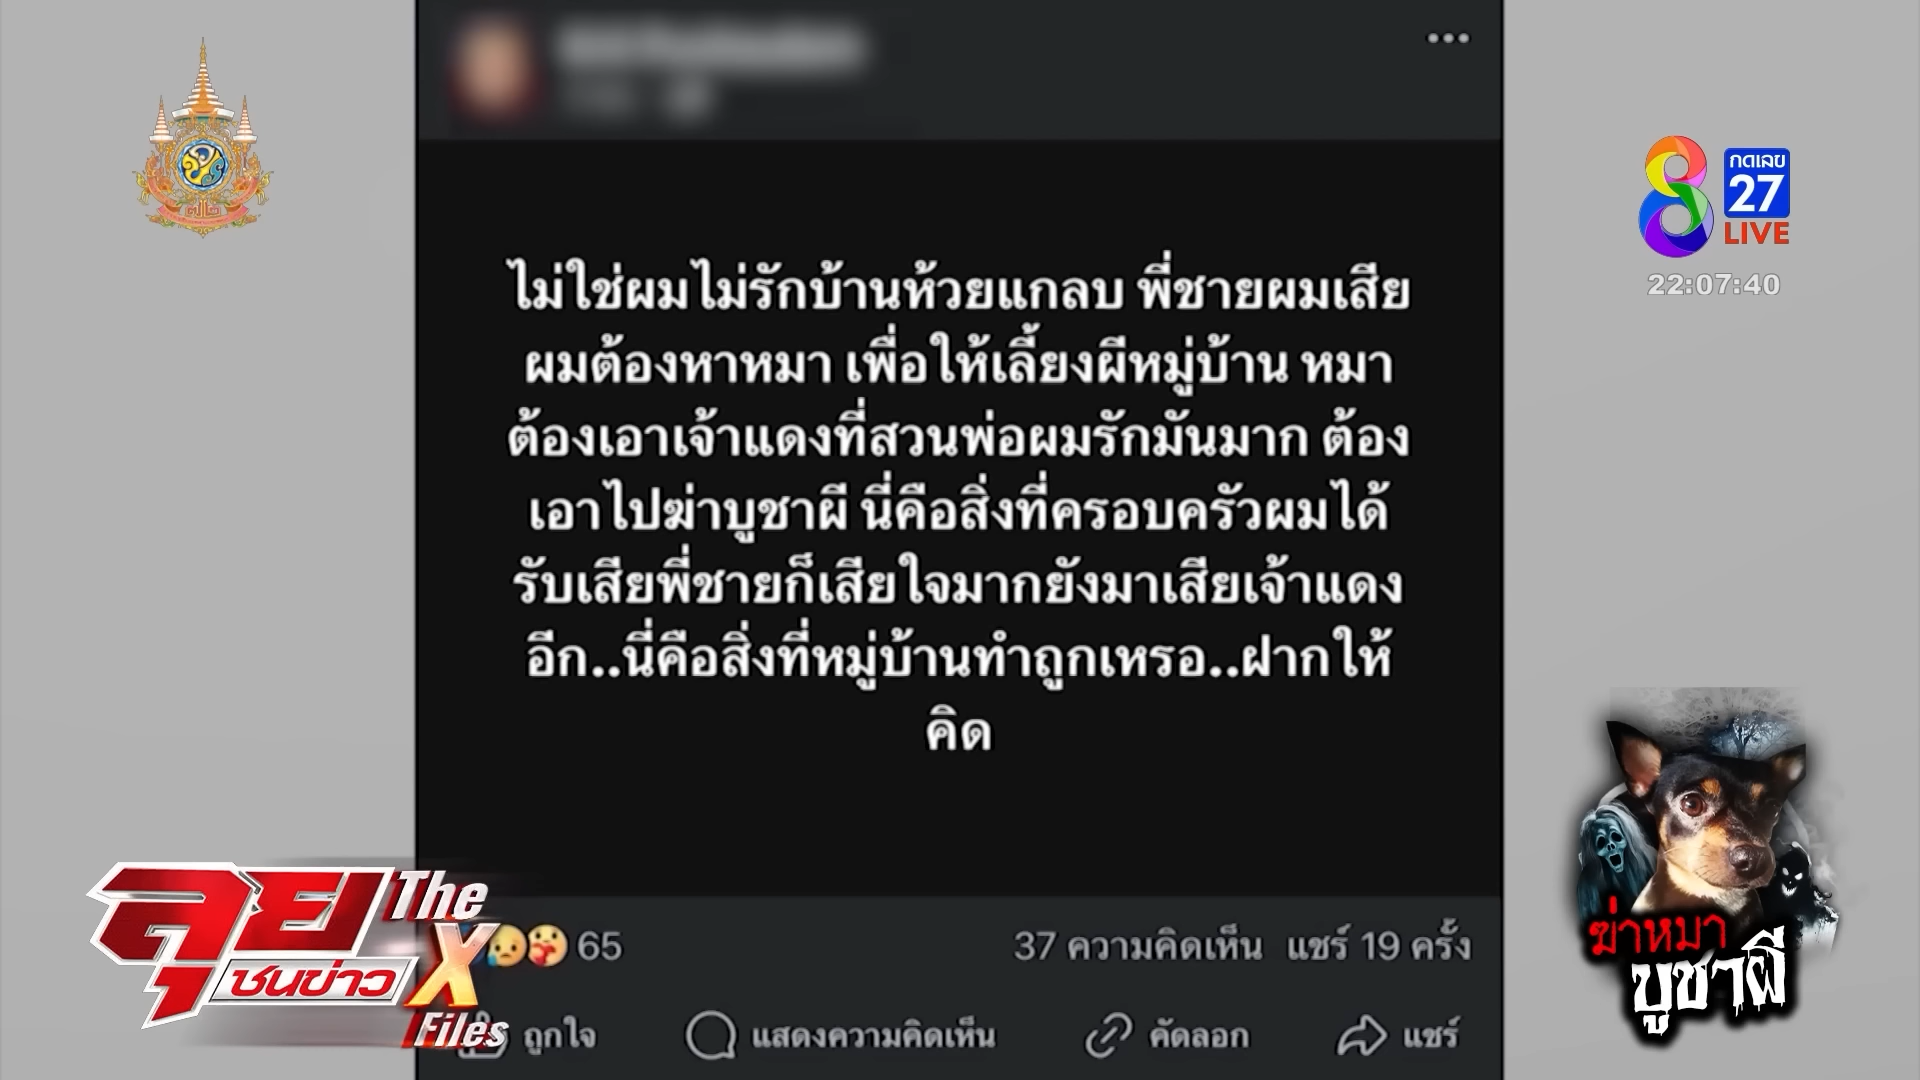 กดเลข
27
LIVE
22:07:40
ไม่ใช่ผมไม่รักบ้านห้วยแกลบ พี่ชายผมเสีย
ผมต้องหาหมา เพื่อให้เลี้ยงผีหมู่บ้าน หมา
ต้องเอาเจ้าแดงที่สวนพ่อผมรักมันมาก ต้อง
เอาไปฆ่าบูชาผี นี่คือสิ่งที่ครอบครัวผมได้
รับเสียพี่ชายก็เสียใจมากยังมาเสียเจ้าแดง
อีก..นี่คือสิ่งที่หมู่บ้านทำถูกเหรอ..ฝากให้
คิด
65
37 ความคิดเห็น แชร์ 19 ครั้ง
ถูกใจ
แสดงความคิดเห็น
คัดลอก
แชร์
ลุย
ชนข่าว
The
X
Files
ฆ่าหมา
บูชาผี